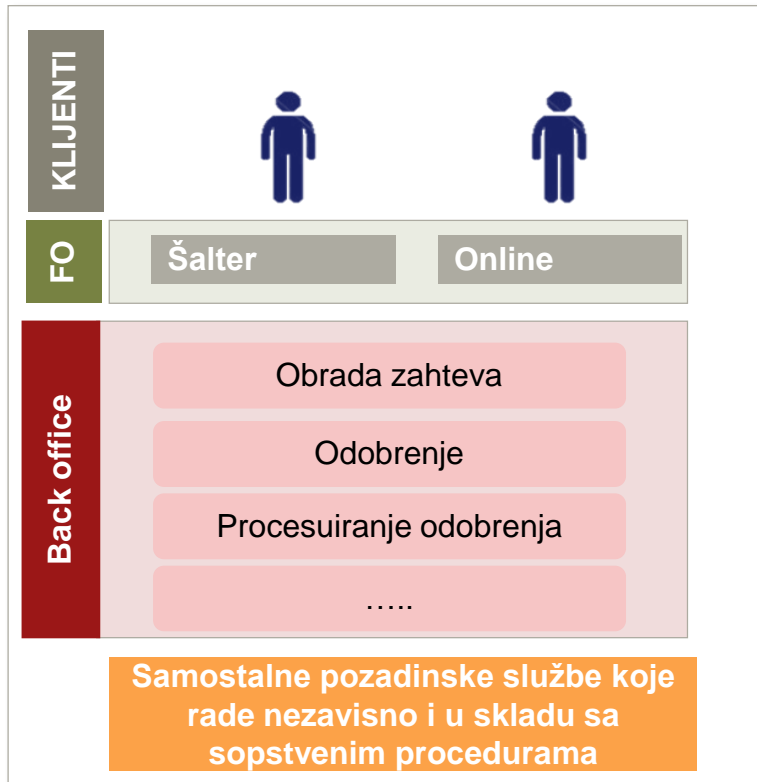 KLIJENTI
FO
Šalter
Online
Back office
Obrada zahteva
Odobrenje
Procesuiranje odobrenja
…..
Samostalne pozadinske službe koje
rade nezavisno i u skladu sa
sopstvenim procedurama